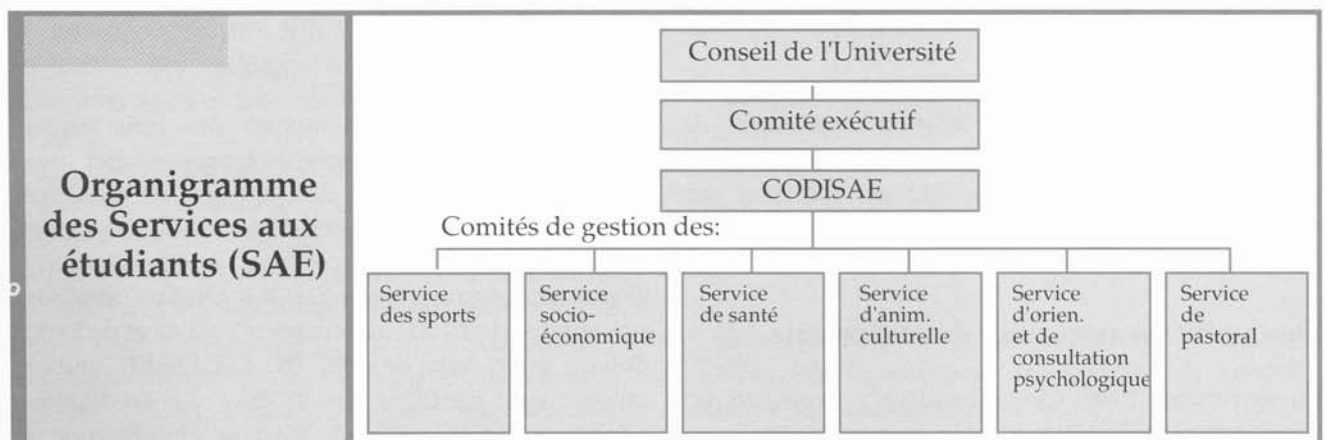 Organigramme
des Services aux
étudiants (SAE)
Conseil de l'Université
Comité exécutif
CODISAE
Comités de gestion des:
Service
des sports
Service
socio-
économique
Service
de santé
Service
d'anim.
culturelle
Service
d'orien.
et de
consultation
psychologique
Service
de
pastoral